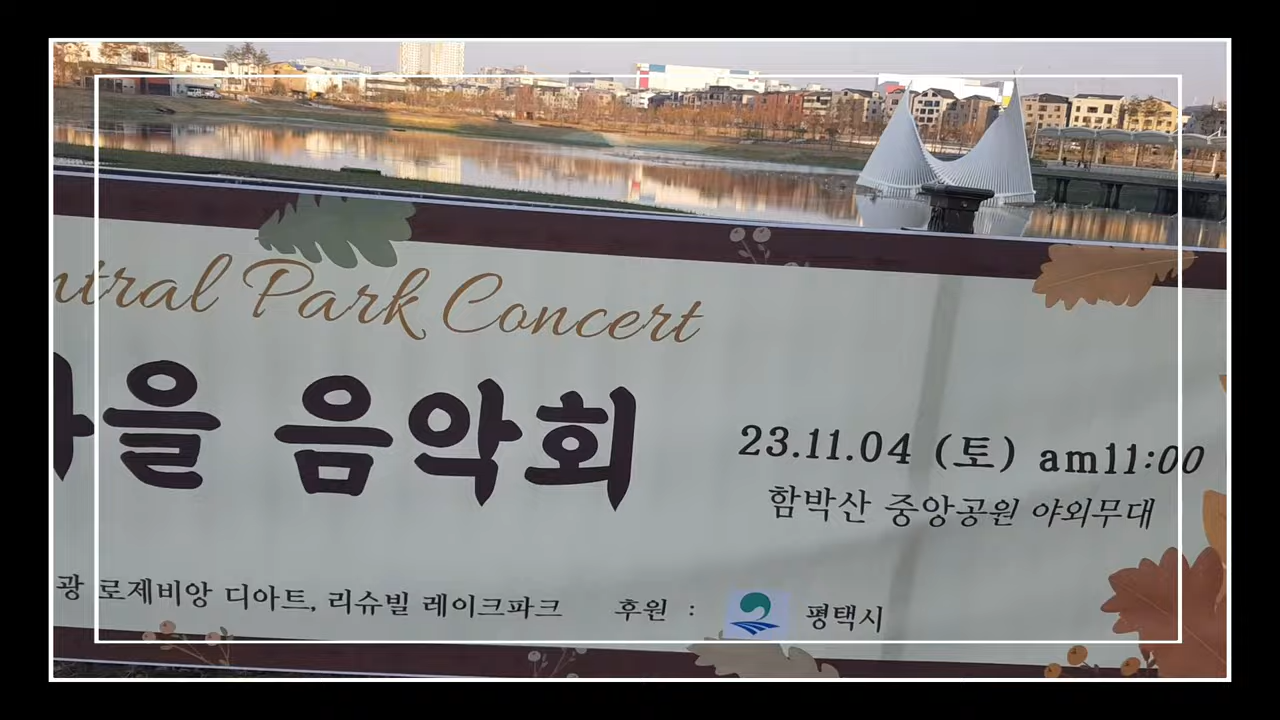 ntral Park Concert
을 음악회
23.11.04 (토) am11:00
함박산 중앙공원 야외무대
광 로제비앙 디아트, 리슈빌 레이크파크 후원 : 평택시